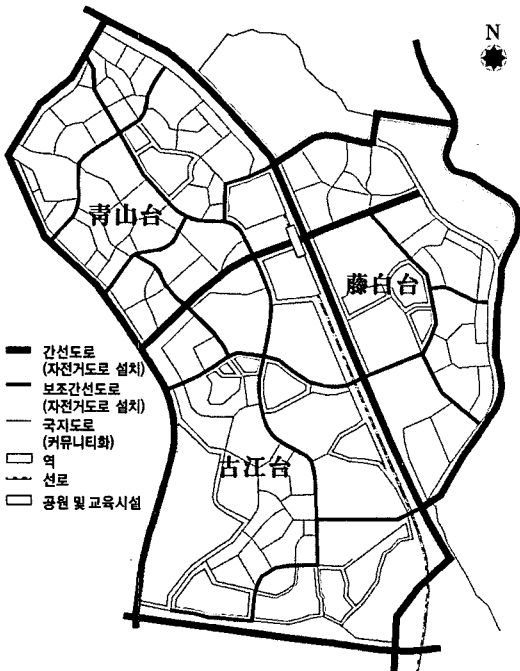 N
青山台
藤白台
古江台
간선도로
(자전거도로 설치)
보조간선도로
(자전거도로 설치)
국지도로
(커뮤니티화)
역
선로
공원 및 교육시설